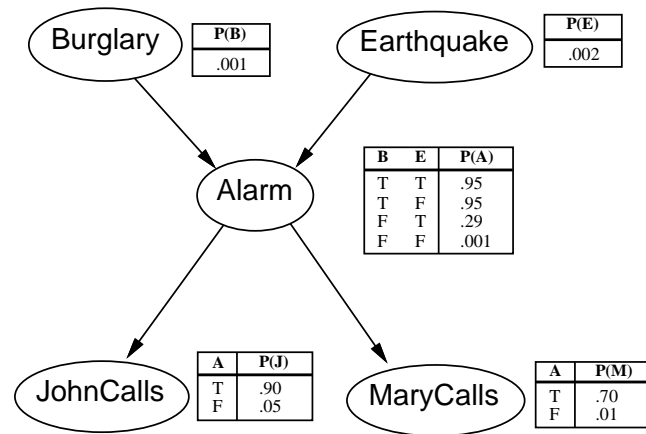 Burglary
P(B)
.001
Earthquake
P(E)
.002
Alarm
B E P(A)
T T .95
T F .95
F T .29
F F .001
JohnCalls
A P(J)
T .90
F .05
MaryCalls
A P(M)
T .70
F .01